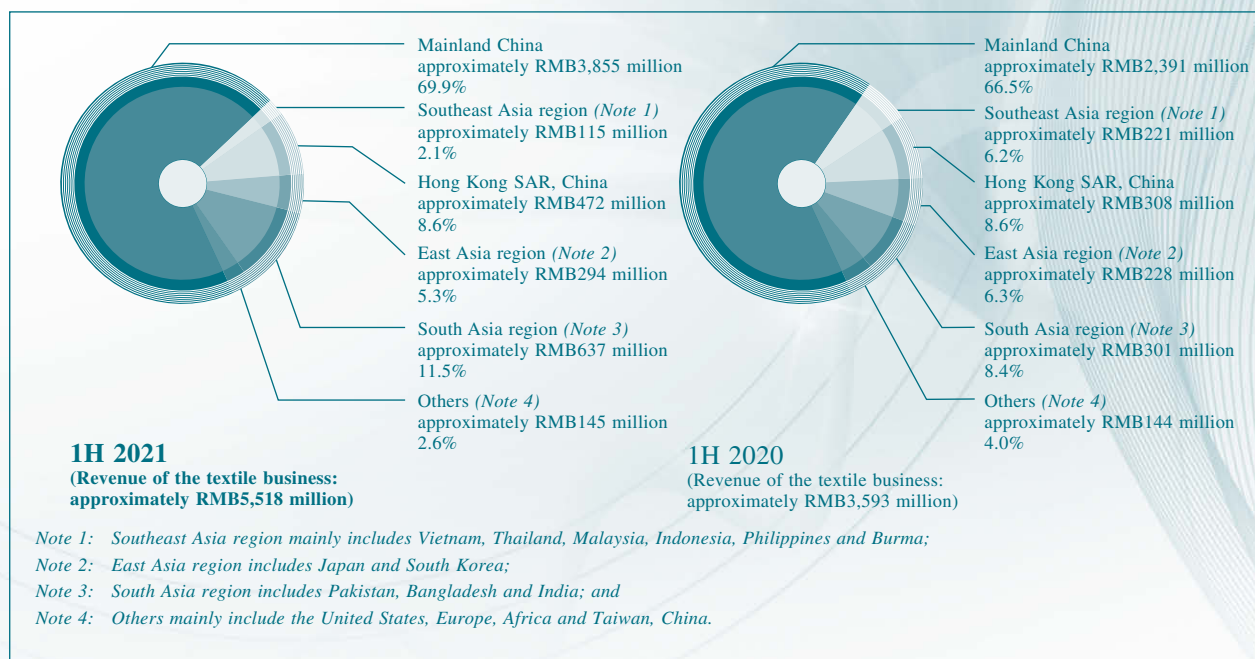 Mainland China
approximately RMB3,855 million
69.9%
Southeast Asia region (Note 1)
approximately RMB115 million
2.1%
Hong Kong SAR, China
approximately RMB472 million
8.6%
East Asia region (Note 2)
approximately RMB294 million
5.3%
South Asia region (Note 3)
approximately RMB637 million
11.5%
Others (Note 4)
approximately RMB145 million
2.6%
1H 2021
(Revenue of the textile business:
approximately RMB5,518 million)
Mainland China
approximately RMB2,391 million
66.5%
Southeast Asia region (Note 1)
approximately RMB221 million
6.2%
Hong Kong SAR, China
approximately RMB308 million
8.6%
East Asia region (Note 2)
approximately RMB228 million
6.3%
South Asia region (Note 3)
approximately RMB301 million
8.4%
Others (Note 4)
approximately RMB144 million
4.0%
1H 2020
(Revenue of the textile business:
approximately RMB3,593 million)
Note 1: Southeast Asia region mainly includes Vietnam, Thailand, Malaysia, Indonesia, Philippines and Burma;
Note 2: East Asia region includes Japan and South Korea;
Note 3: South Asia region includes Pakistan, Bangladesh and India; and
Note 4: Others mainly include the United States, Europe, Africa and Taiwan, China.